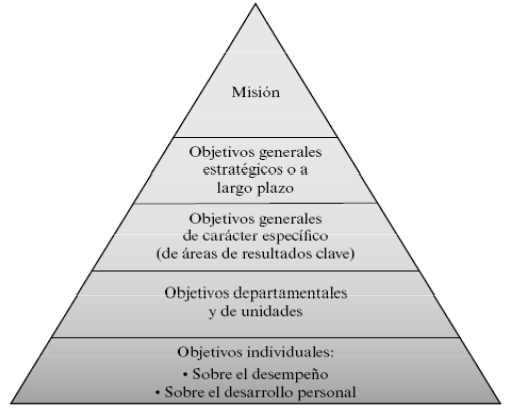 Misión
Objetivos generales
estratégicos o a
largo plazo
Objetivos generales
de carácter específico
(de áreas de resultados clave)
Objetivos departamentales
y de unidades
Objetivos individuales:
• Sobre el desempeño
• Sobre el desarrollo personal